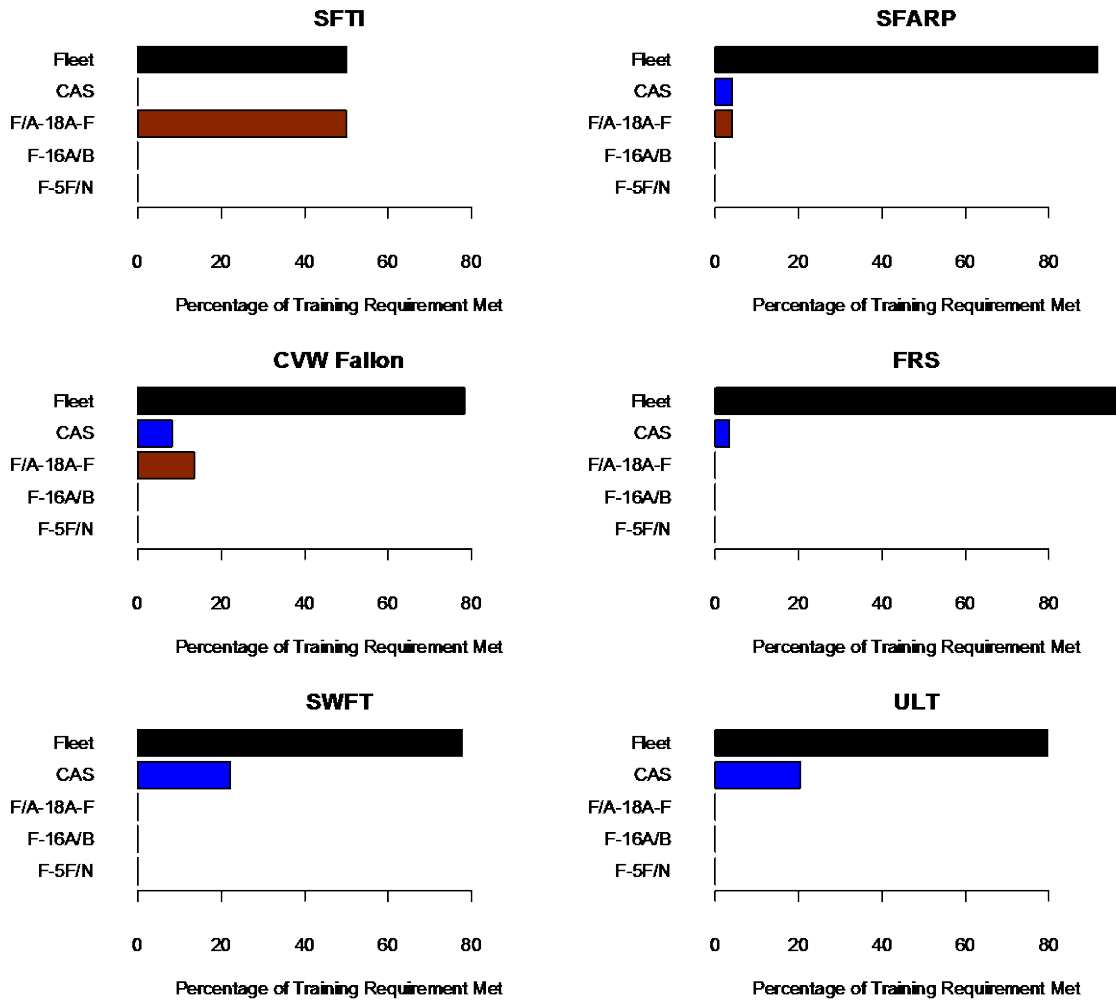 SFTI
Fleet
CAS
F/A-18A-F
F-16A/B
F-5F/N
0 20 40 60 80
Percentage of Training Requirement Met
SFARP
Fleet
CAS
F/A-18A-F
F-16A/B
F-5F/N
0 20 40 60 80
Percentage of Training Requirement Met
CVW Fallon
Fleet
CAS
F/A-18A-F
F-16A/B
F-5F/N
0 20 40 60 80
Percentage of Training Requirement Met
FRS
Fleet
CAS
F/A-18A-F
F-16A/B
F-5F/N
0 20 40 60 80
Percentage of Training Requirement Met
SWFT
Fleet
CAS
F/A-18A-F
F-16A/B
F-5F/N
0 20 40 60 80
Percentage of Training Requirement Met
ULT
Fleet
CAS
F/A-18A-F
F-16A/B
F-5F/N
0 20 40 60 80
Percentage of Training Requirement Met